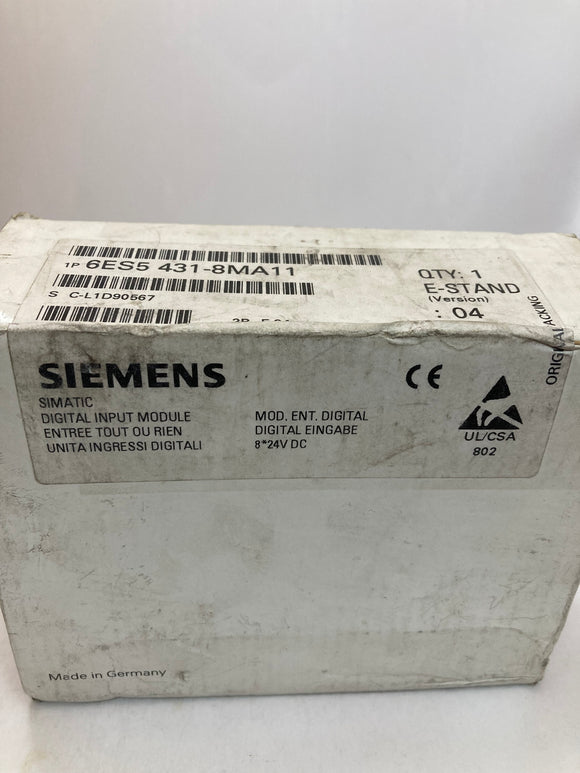 1P 6ES5 431-8MA11
QTY: 1
S C-L1D90567
E-STAND
(Version)
: 04
ORIGINAL PACKING
SIEMENS
CE
SIMATIC
DIGITAL INPUT MODULE
MOD. ENT. DIGITAL
ENTREE TOUT OU RIEN
DIGITAL EINGABE
UNITA INGRESSI DIGITALI
8*24V DC
UL/CSA
802
Made in Germany